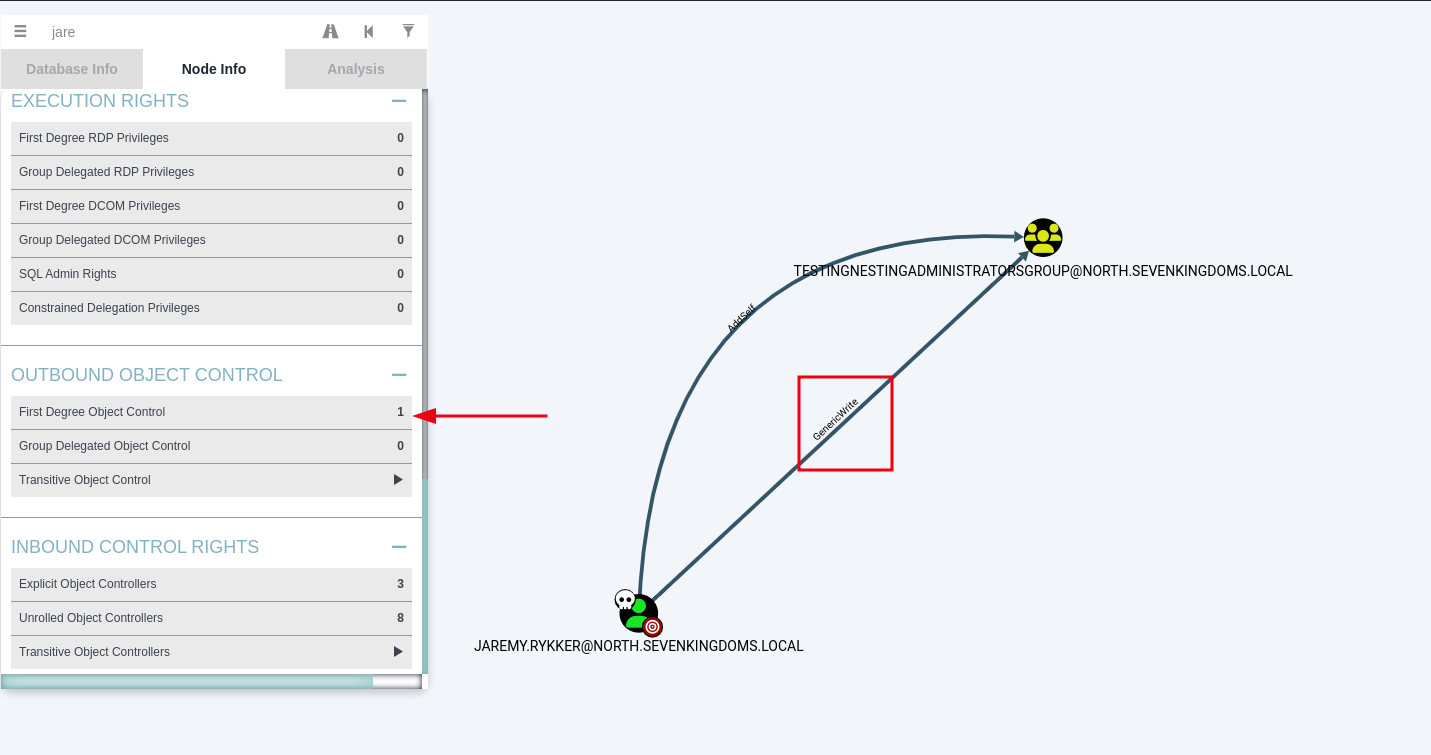 jare
Database Info Node Info Analysis
EXECUTION RIGHTS
First Degree RDP Privileges 0
Group Delegated RDP Privileges 0
First Degree DCOM Privileges 0
Group Delegated DCOM Privileges 0
SQL Admin Rights 0
Constrained Delegation Privileges 0
OUTBOUND OBJECT CONTROL
First Degree Object Control 1
Group Delegated Object Control 0
Transitive Object Control
INBOUND CONTROL RIGHTS
Explicit Object Controllers 3
Unrolled Object Controllers 8
Transitive Object Controllers
TESTINGNESTINGADMINISTRATORSGROUP@NORTH.SEVENKINGDOMS.LOCAL
AddSelf
GenericWrite
JAREMY.RYKKER@NORTH.SEVENKINGDOMS.LOCAL